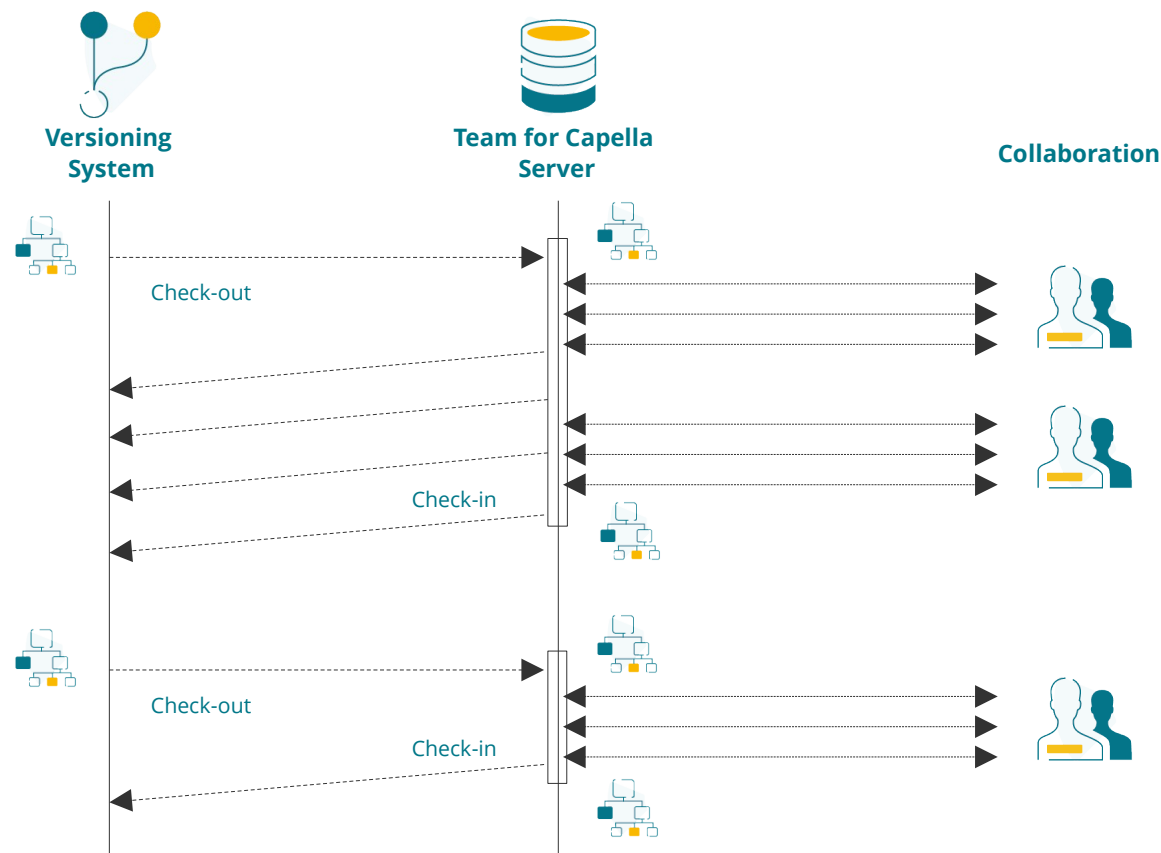 Versioning
System
Team for Capella
Server
Collaboration
Check-out
Check-in
Check-out
Check-in